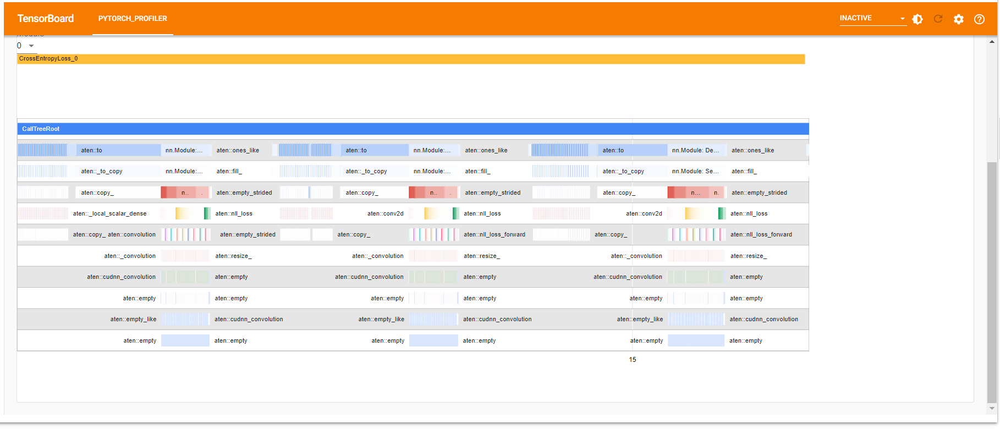 TensorBoard PYTORCH_PROFILER INACTIVE
Module
0
CrossEntropyLoss_0
CallTreeRoot
aten::to nn.Module:... aten::ones_like aten::to nn.Module:... aten::ones_like aten::to nn.Module: De... aten::ones_like
aten::_to_copy nn.Module:... aten::fill_ aten::_to_copy nn.Module:... aten::fill_ aten::_to_copy nn.Module: Se... aten::fill_
aten::copy_ n.. . aten::empty_strided aten::copy_ n.. . aten::empty_strided aten::copy_ n... n. aten::empty_strided
aten::_local_scalar_dense aten::nll_loss aten::conv2d aten::nll_loss aten::conv2d aten::nll_loss
aten::copy_ aten::convolution aten::empty_strided aten::copy_ aten::nll_loss_forward aten::copy_ aten::nll_loss_forward
aten::_convolution aten::resize_ aten::_convolution aten::resize_ aten::_convolution aten::resize_
aten::cudnn_convolution aten::empty aten::cudnn_convolution aten::empty aten::cudnn_convolution aten::empty
aten::empty aten::empty aten::empty aten::empty aten::empty aten::empty
aten::empty_like aten::cudnn_convolution aten::empty_like aten::cudnn_convolution aten::empty_like aten::cudnn_convolution
aten::empty aten::empty aten::empty aten::empty aten::empty aten::empty
15